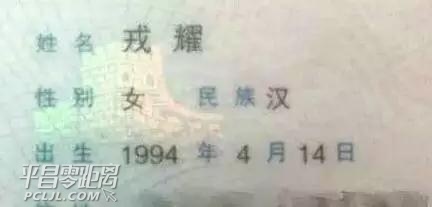 姓名 戎耀
性别 女 民族 汉
出生 1994 年 4 月 14 日
平昌零距离
PCLJL.COM